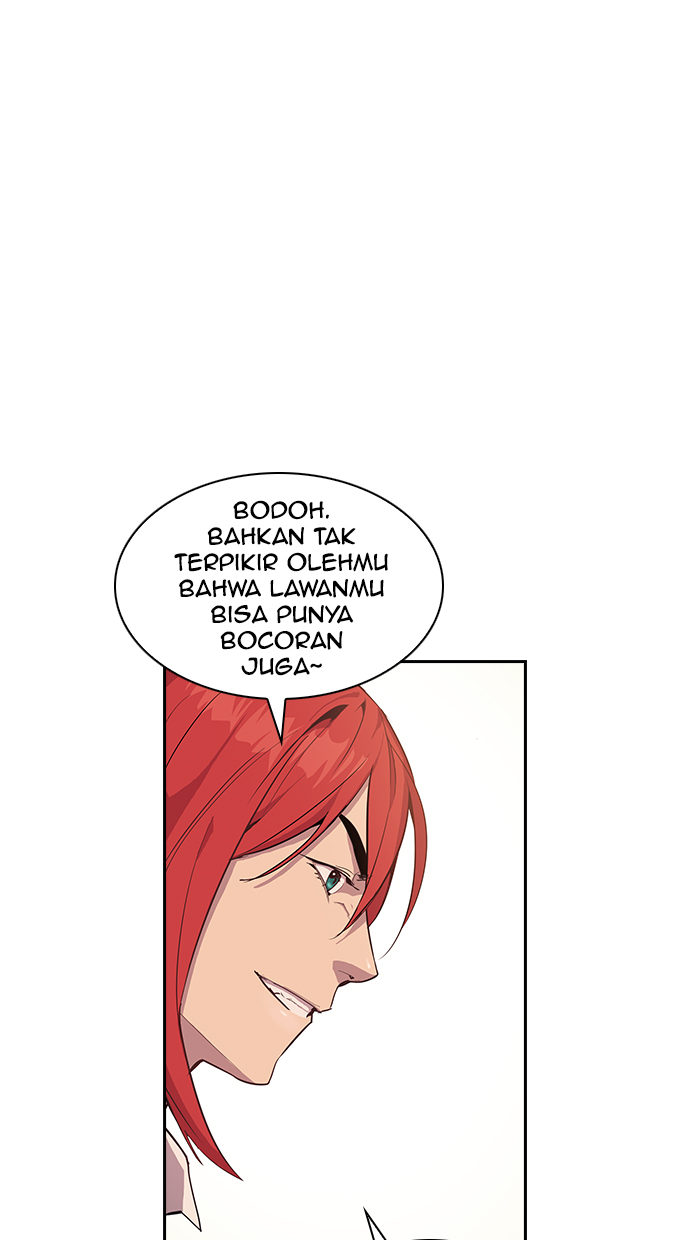 BODOH.
BAHKAN TAK
TERPIKIR OLEHMU
BAHWA LAWANMU
BISA PUNYA
BOCORAN
JUGA~